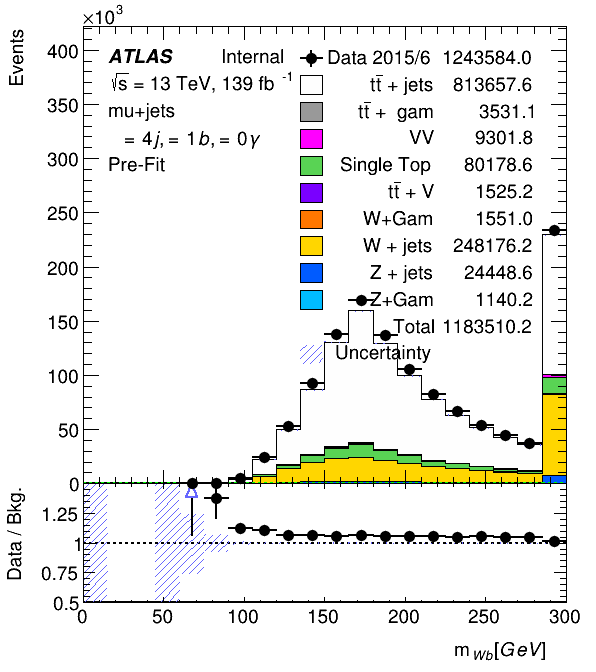 ×10³
Events
400
350
300
250
200
150
100
50
0
ATLAS Internal
√s = 13 TeV, 139 fb⁻¹
mu+jets
= 4j, = 1b, = 0γ
Pre-Fit
Data 2015/6 1243584.0
tt̄ + jets 813657.6
tt̄ + gam 3531.1
VV 9301.8
Single Top 80178.6
tt̄ + V 1525.2
W+Gam 1551.0
W + jets 248176.2
Z + jets 24448.6
Z+Gam 1140.2
Total 1183510.2
Uncertainty
Data / Bkg.
1.25
1
0.75
0.5
0 50 100 150 200 250 300
m_Wb[GeV]